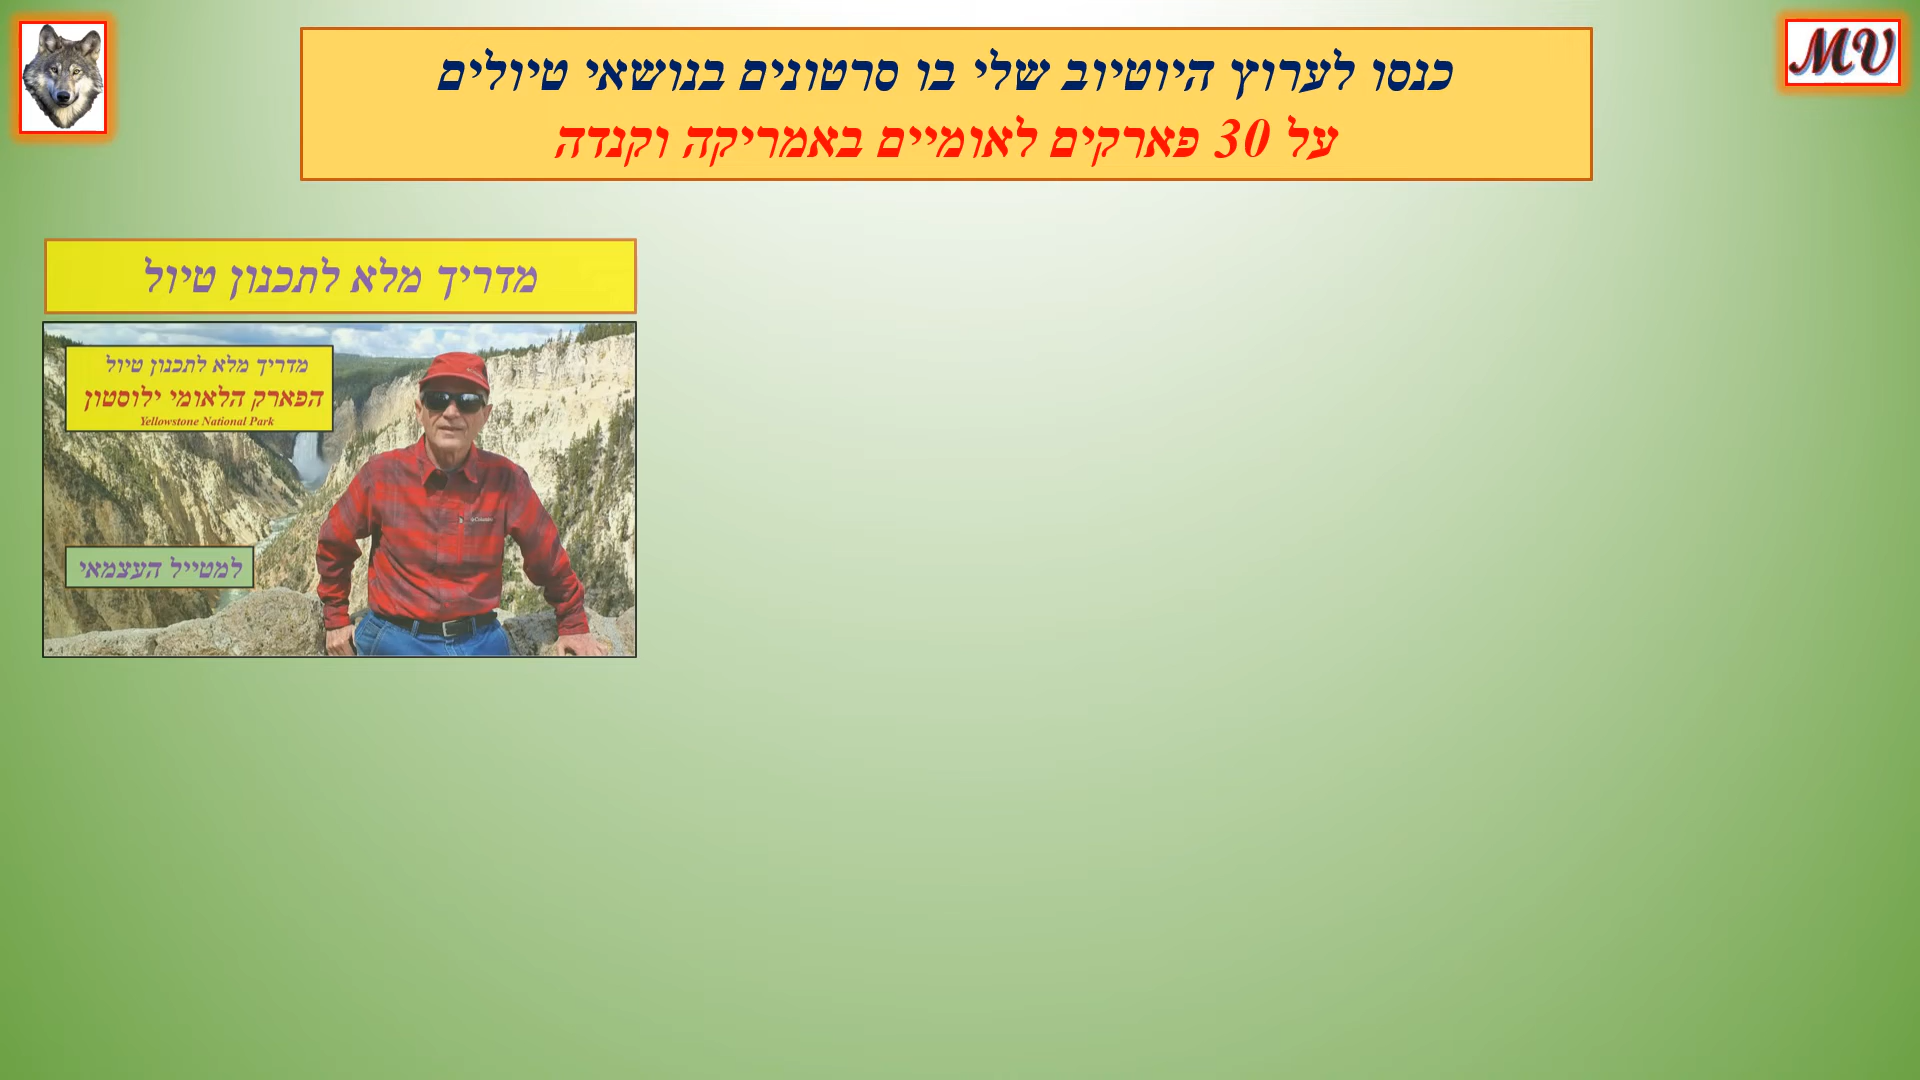 MV
כנסו לערוץ היוטיוב שלי בו סרטונים בנושאי טיולים
על 30 פארקים לאומיים באמריקה וקנדה
מדריך מלא לתכנון טיול
מדריך מלא לתכנון טיול
הפארק הלאומי ילוסטון
Yellowstone National Park
Columbia
למטייל העצמאי